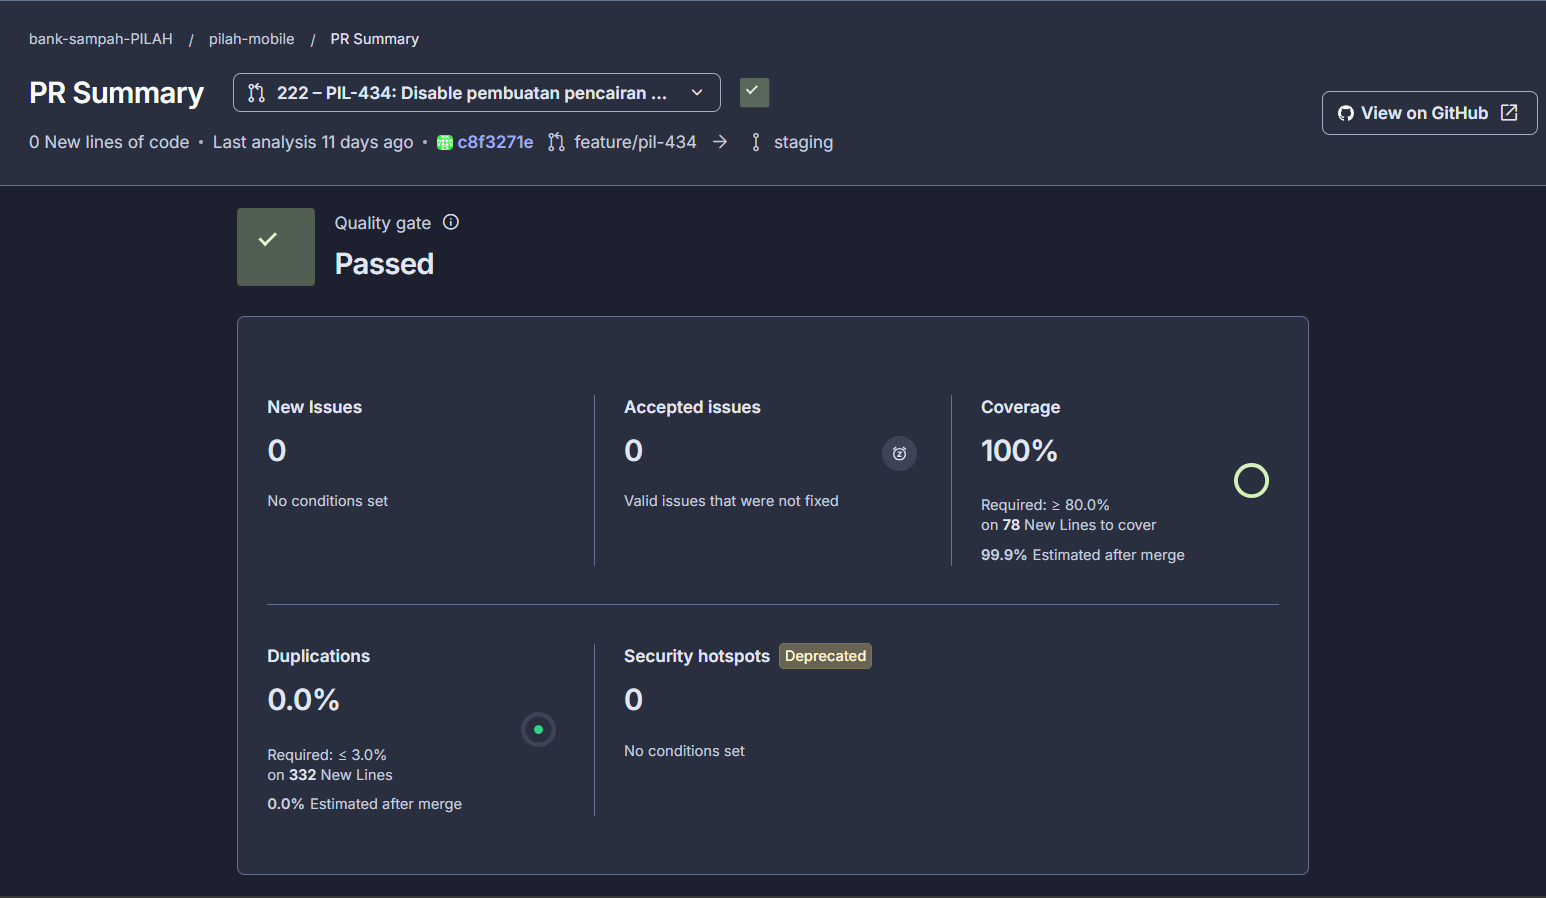 bank-sampah-PILAH / pilah-mobile / PR Summary
PR Summary
222 – PIL-434: Disable pembuatan pencairan ...
View on GitHub
0 New lines of code • Last analysis 11 days ago • c8f3271e feature/pil-434 → staging
Quality gate
Passed
New Issues
0
No conditions set
Accepted issues
0
Valid issues that were not fixed
Coverage
100%
Required: ≥ 80.0%
on 78 New Lines to cover
99.9% Estimated after merge
Duplications
0.0%
Required: ≤ 3.0%
on 332 New Lines
0.0% Estimated after merge
Security hotspots Deprecated
0
No conditions set